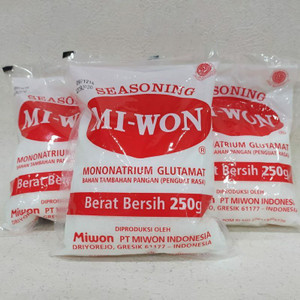 SEASONING
MI-WON
®
MONONATRIUM GLUTAMAT
BAHAN TAMBAHAN PANGAN (PENGUAT RASA)
Berat Bersih 250g
DIPRODUKSI OLEH
Miwon PT MIWON INDONESIA
DRIYOREJO, GRESIK 61177 - INDONESIA